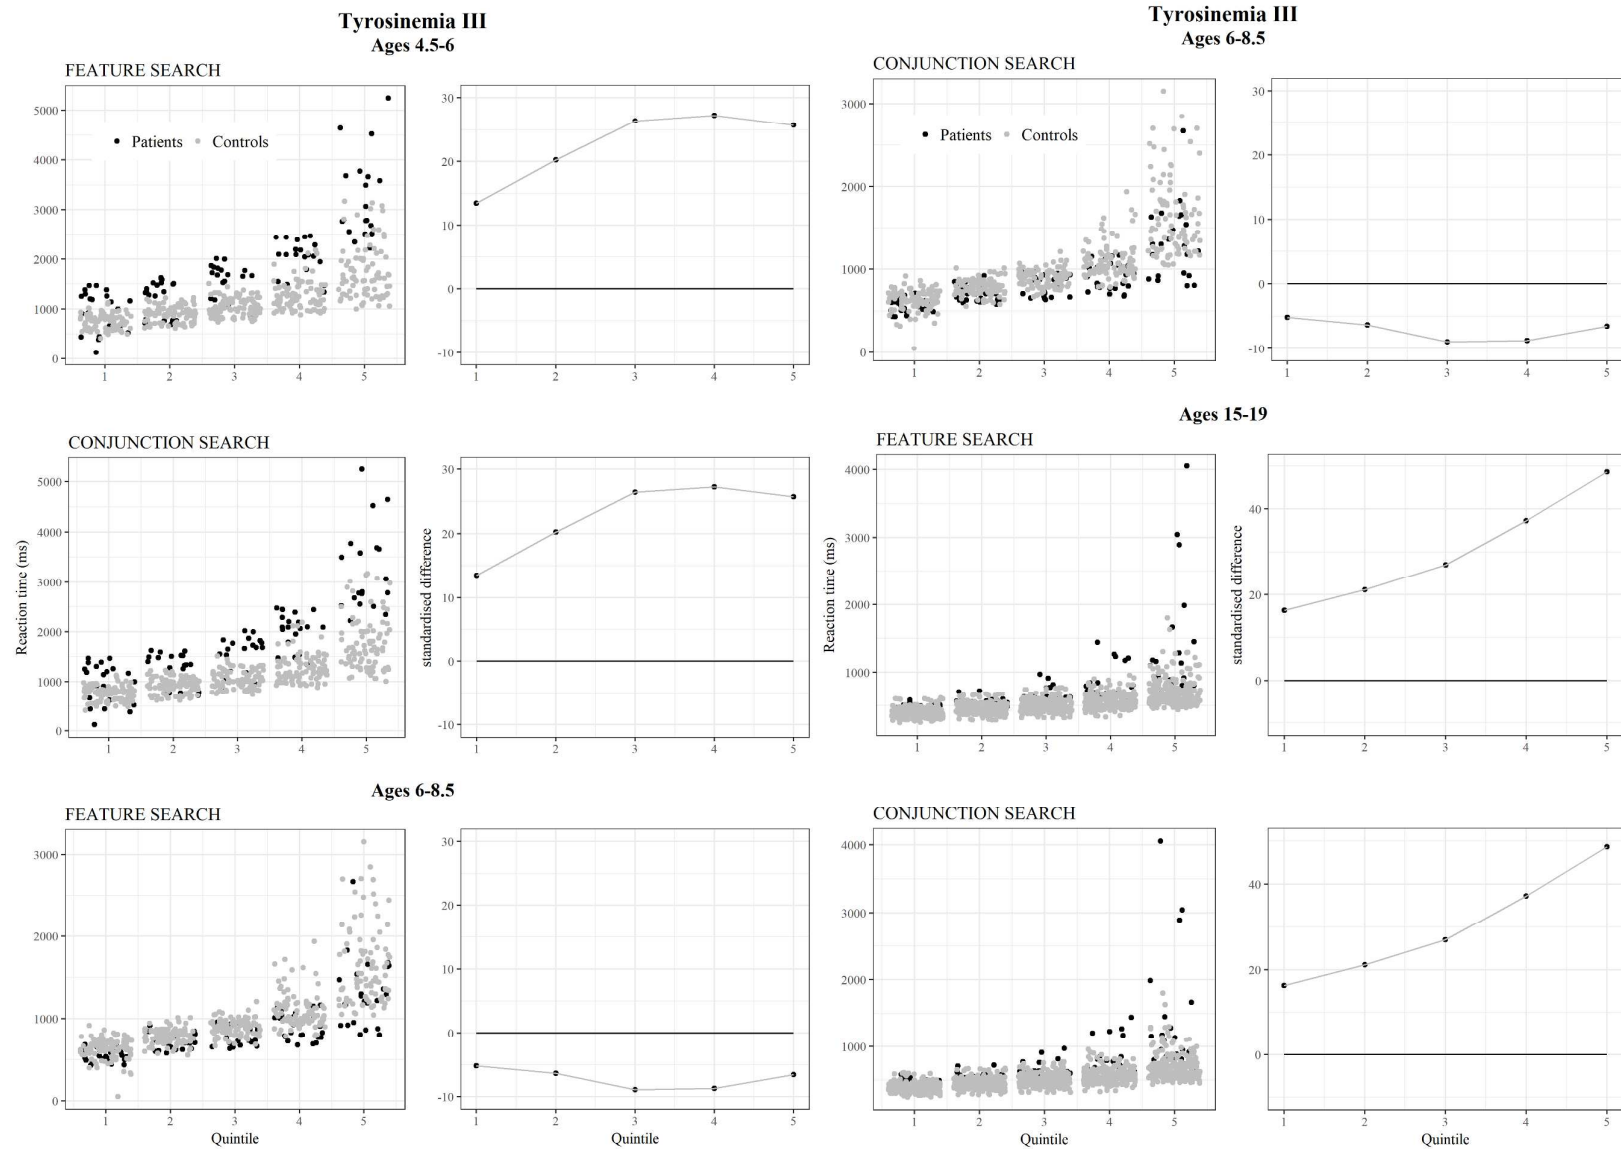 Tyrosinemia III
Ages 4.5-6
FEATURE SEARCH
Patients Controls
5000
4000
3000
2000
1000
0
1 2 3 4 5
30
20
10
0
-10
1 2 3 4 5
CONJUNCTION SEARCH
Reaction time (ms)
5000
4000
3000
2000
1000
0
1 2 3 4 5
standardised difference
30
20
10
0
-10
1 2 3 4 5
Ages 6-8.5
FEATURE SEARCH
3000
2000
1000
0
1 2 3 4 5
Quintile
30
20
10
0
-10
1 2 3 4 5
Quintile
Tyrosinemia III
Ages 6-8.5
CONJUNCTION SEARCH
Patients Controls
3000
2000
1000
0
1 2 3 4 5
30
20
10
0
-10
1 2 3 4 5
Ages 15-19
FEATURE SEARCH
Reaction time (ms)
4000
3000
2000
1000
1 2 3 4 5
standardised difference
40
20
0
1 2 3 4 5
CONJUNCTION SEARCH
4000
3000
2000
1000
1 2 3 4 5
Quintile
40
20
0
1 2 3 4 5
Quintile